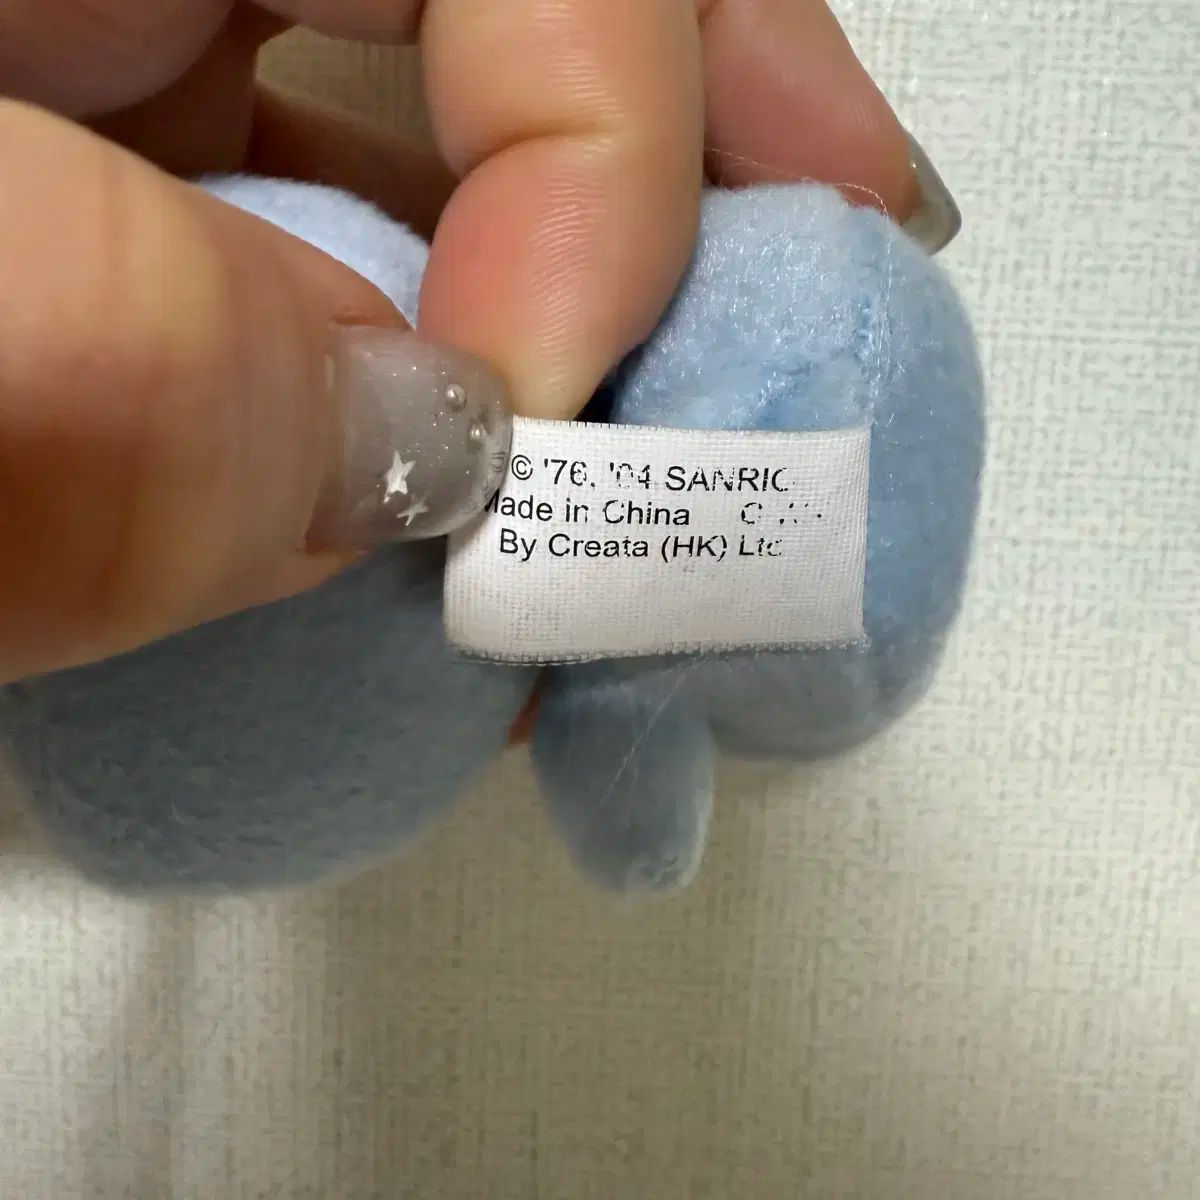 © '76, '04 SANRIO
Made in China
By Creata (HK) Ltd